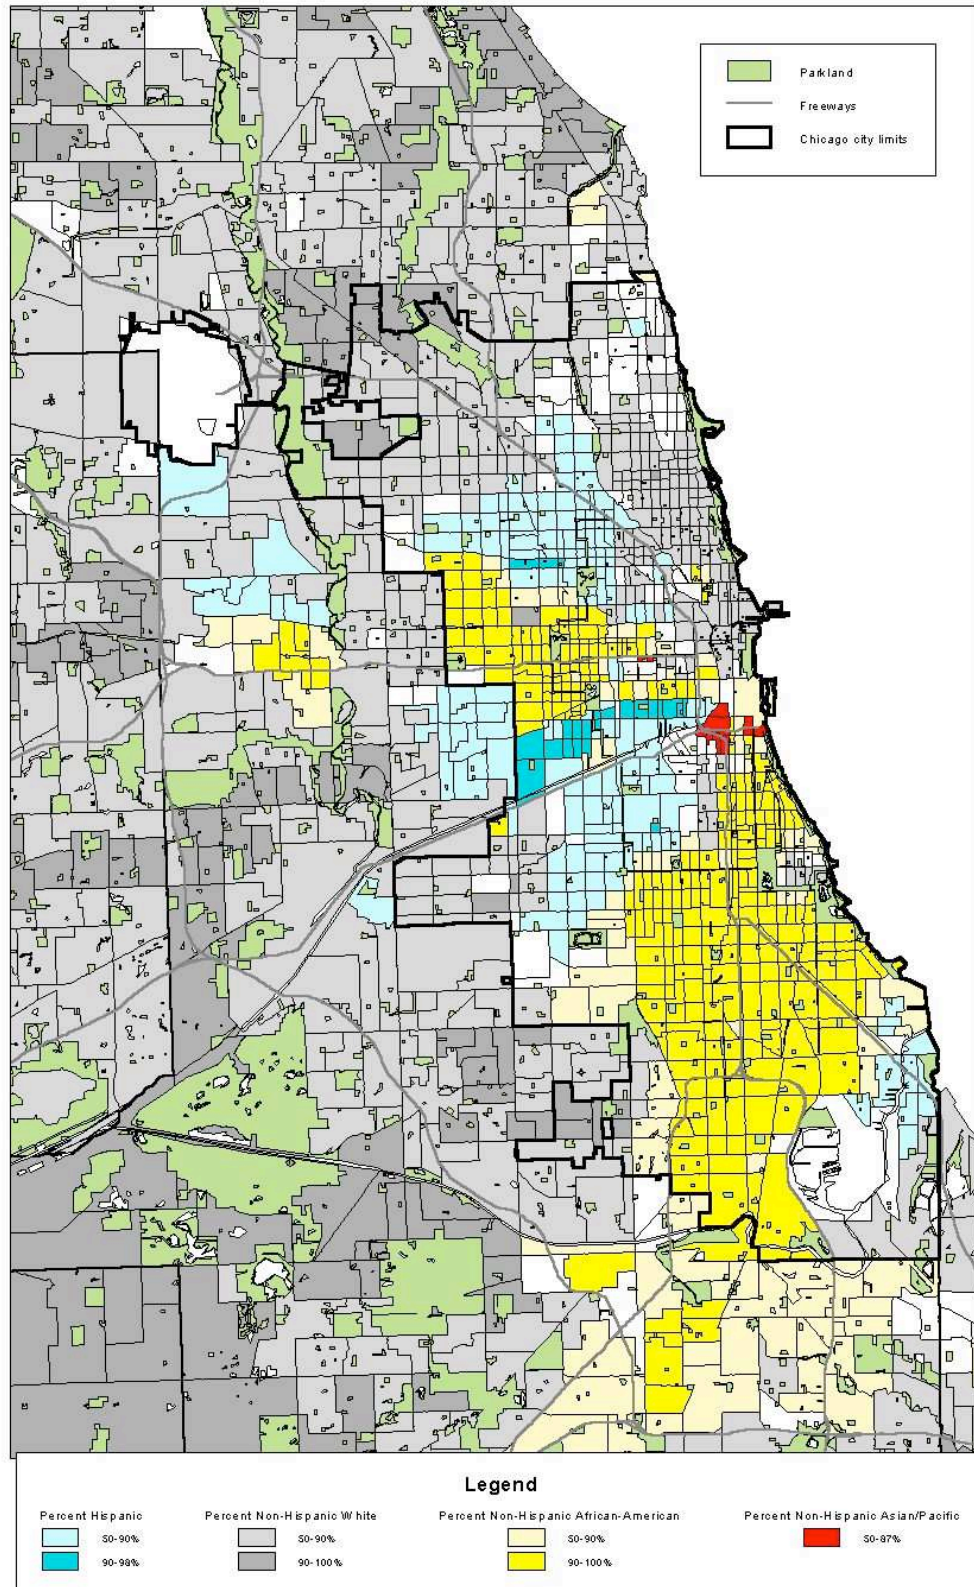 Parkland
Freeways
Chicago city limits
Legend
Percent Hispanic
50-90%
90-98%
Percent Non-Hispanic White
50-90%
90-100%
Percent Non-Hispanic African-American
50-90%
90-100%
Percent Non-Hispanic Asian/Pacific
50-87%